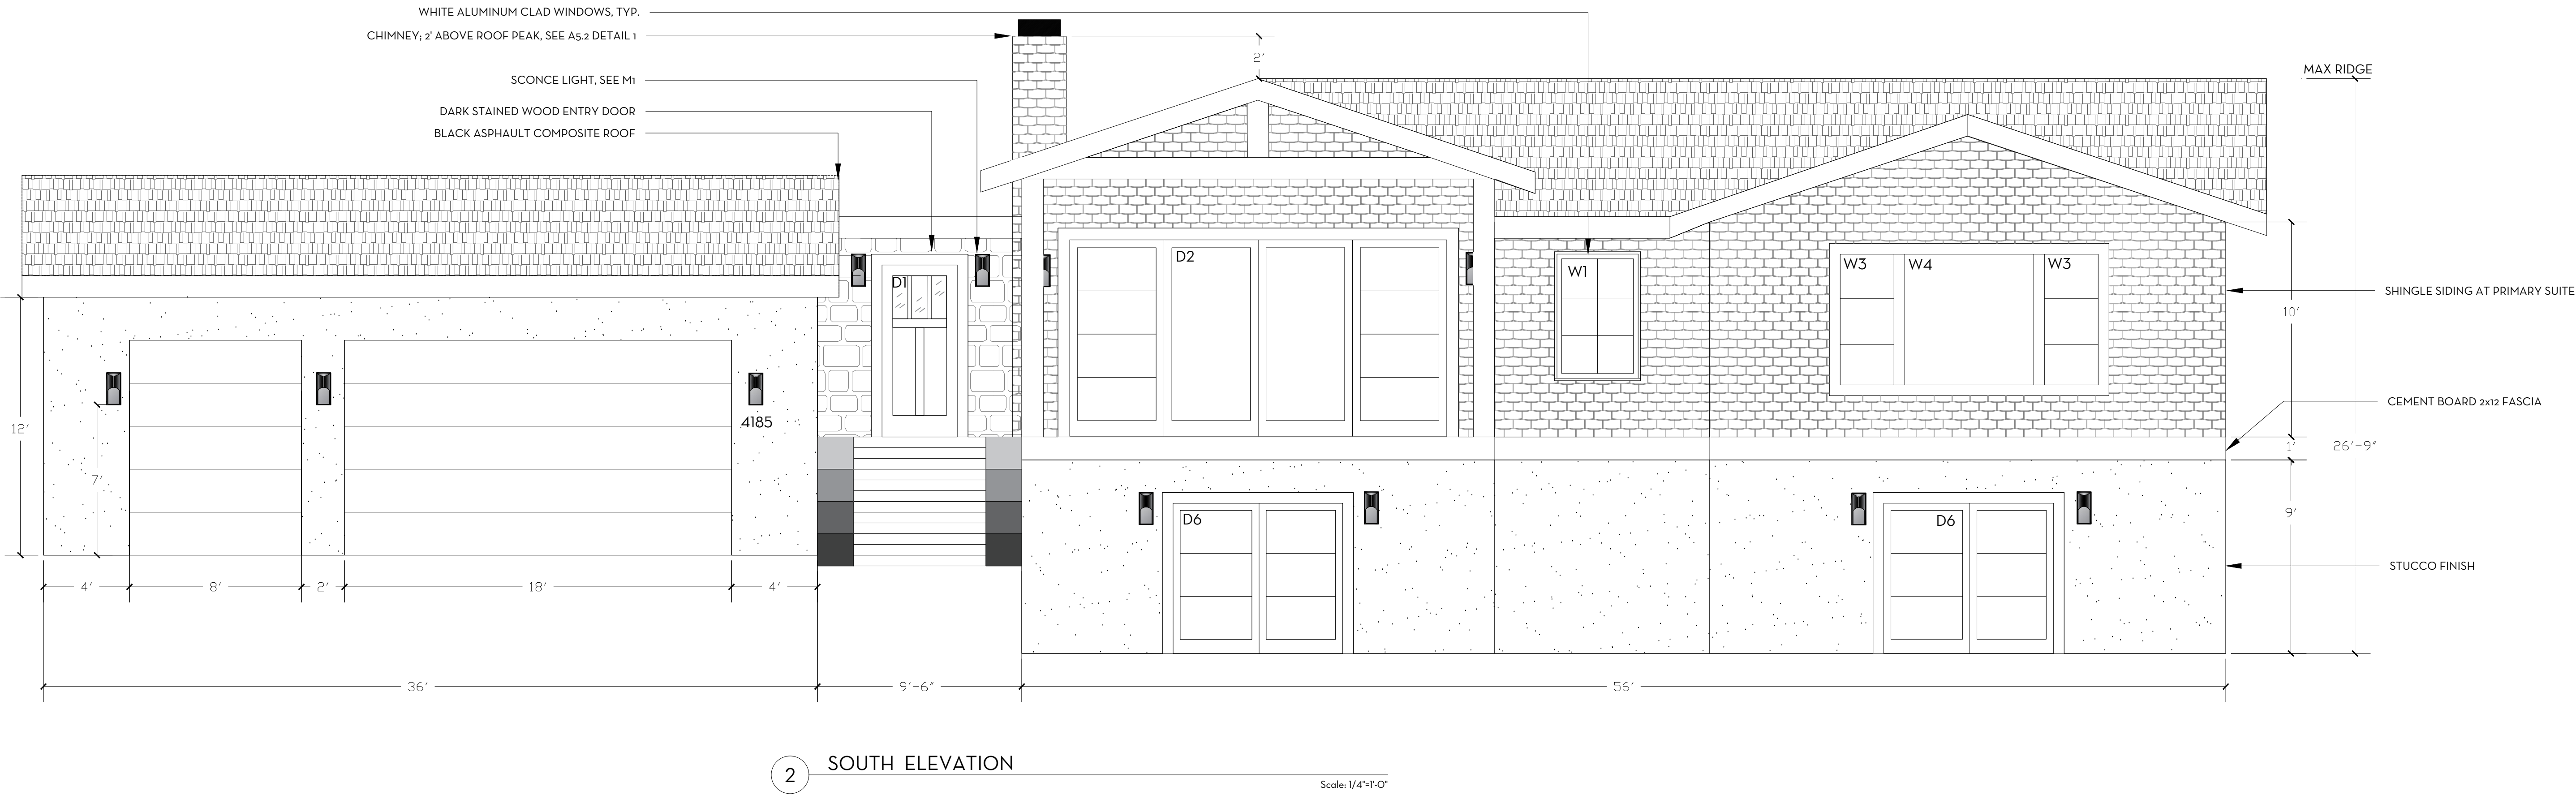 WHITE ALUMINUM CLAD WINDOWS, TYP.
CHIMNEY; 2' ABOVE ROOF PEAK, SEE A5.2 DETAIL 1
2'
MAX RIDGE
SCONCE LIGHT, SEE M1
DARK STAINED WOOD ENTRY DOOR
BLACK ASPHAULT COMPOSITE ROOF
D1
D2
W1
W3
W4
W3
SHINGLE SIDING AT PRIMARY SUITE
10'
CEMENT BOARD 2x12 FASCIA
4185
12'
7'
1'
26'-9"
D6
D6
9'
STUCCO FINISH
4'
8'
2'
18'
4'
36'
9'-6"
56'
2
SOUTH ELEVATION
Scale: 1/4"=1'-0"